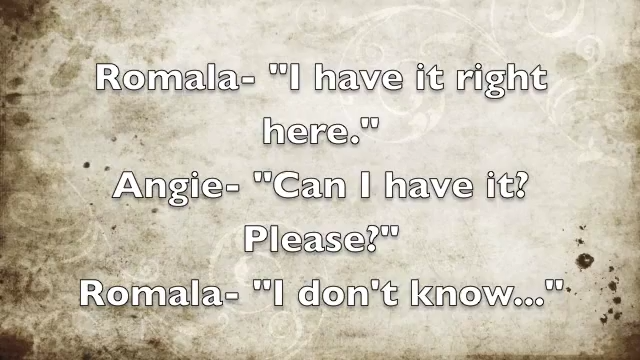 Romala- "I have it right
here."
Angie- "Can I have it?
Please?"
Romala- "I don't know..."